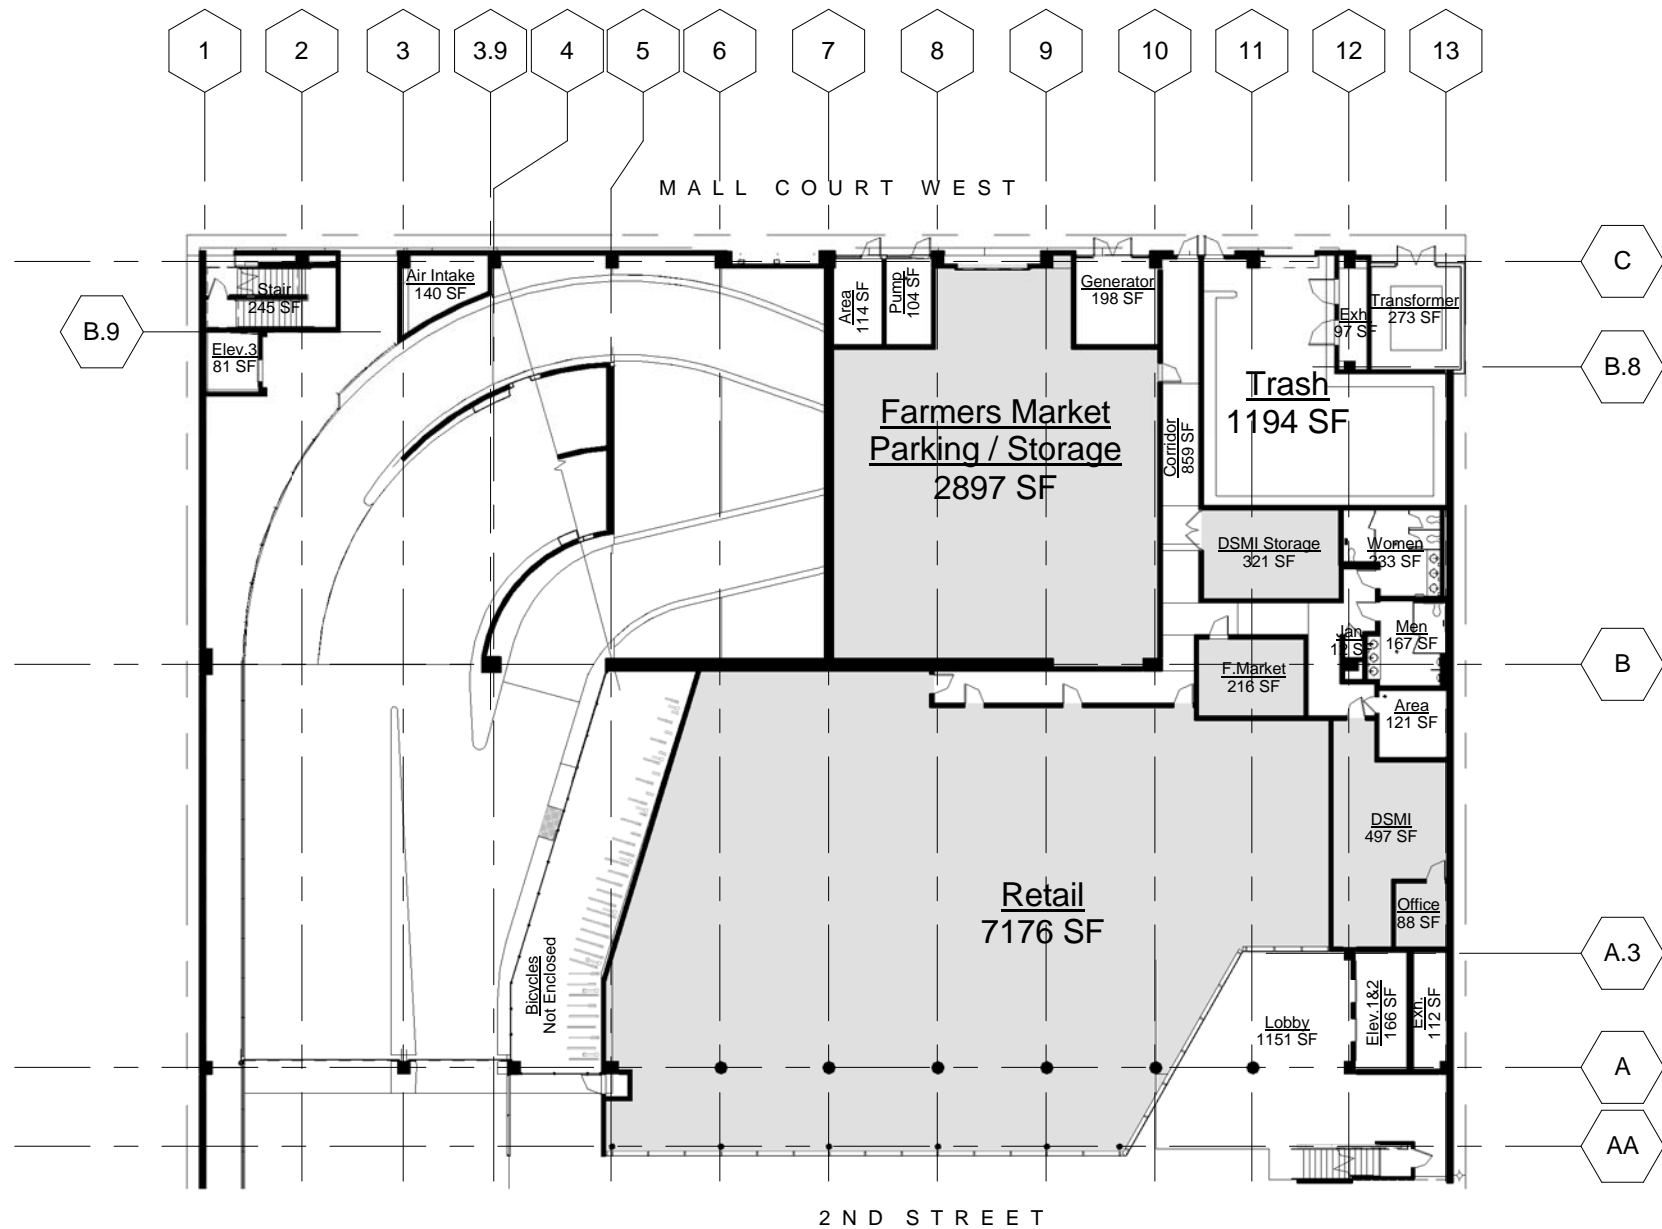 1
2
3
3.9
4
5
6
7
8
9
10
11
12
13
MALL COURT WEST
C
Stair
245 SF
Air Intake
140 SF
Area
114 SF
Pump
104 SF
Generator
198 SF
Exh.
97 SF
Transformer
273 SF
B.9
Elev.3
81 SF
B.8
Farmers Market
Parking / Storage
2897 SF
Trash
1194 SF
Corridor
859 SF
DSMI Storage
321 SF
Women
233 SF
Jan
Men
167 SF
B
F.Market
216 SF
Area
121 SF
DSMI
497 SF
Retail
7176 SF
Office
88 SF
A.3
Bicycles
Not Enclosed
Lobby
1151 SF
Elev.1&2
166 SF
Exh.
112 SF
A
AA
2ND STREET